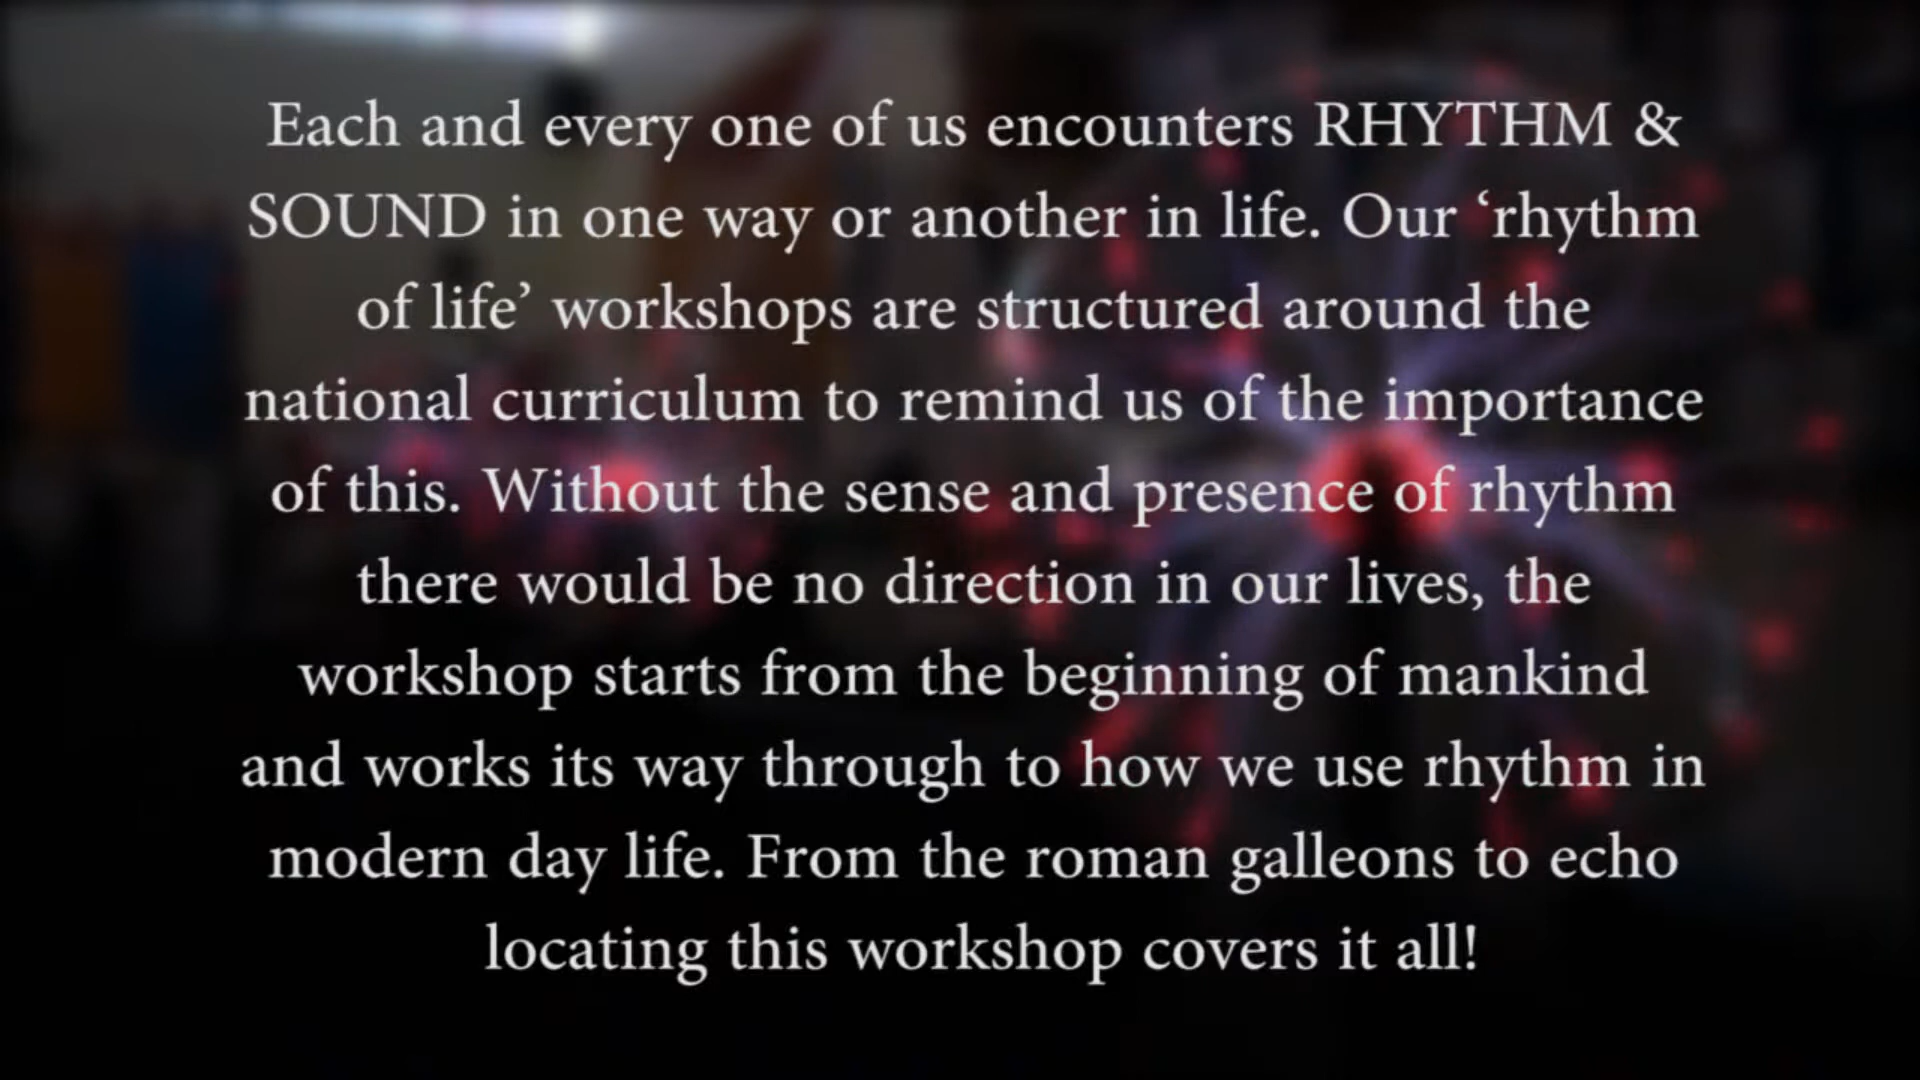 Each and every one of us encounters RHYTHM &
SOUND in one way or another in life. Our ‘rhythm
of life’ workshops are structured around the
national curriculum to remind us of the importance
of this. Without the sense and presence of rhythm
there would be no direction in our lives, the
workshop starts from the beginning of mankind
and works its way through to how we use rhythm in
modern day life. From the roman galleons to echo
locating this workshop covers it all!